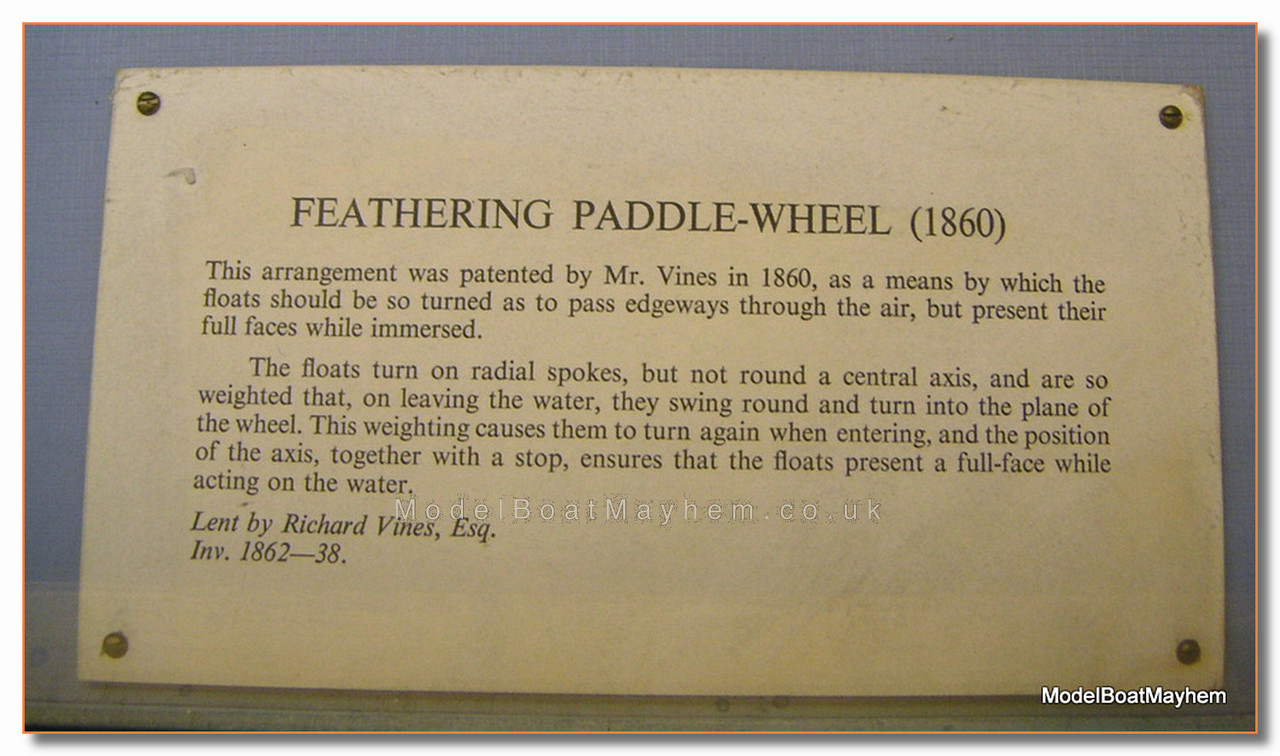 FEATHERING PADDLE-WHEEL (1860)
This arrangement was patented by Mr. Vines in 1860, as a means by which the
floats should be so turned as to pass edgeways through the air, but present their
full faces while immersed.
The floats turn on radial spokes, but not round a central axis, and are so
weighted that, on leaving the water, they swing round and turn into the plane of
the wheel. This weighting causes them to turn again when entering, and the position
of the axis, together with a stop, ensures that the floats present a full-face while
acting on the water.
ModelBoatMayhem.co.uk
Lent by Richard Vines, Esq.
Inv. 1862—38.
ModelBoatMayhem